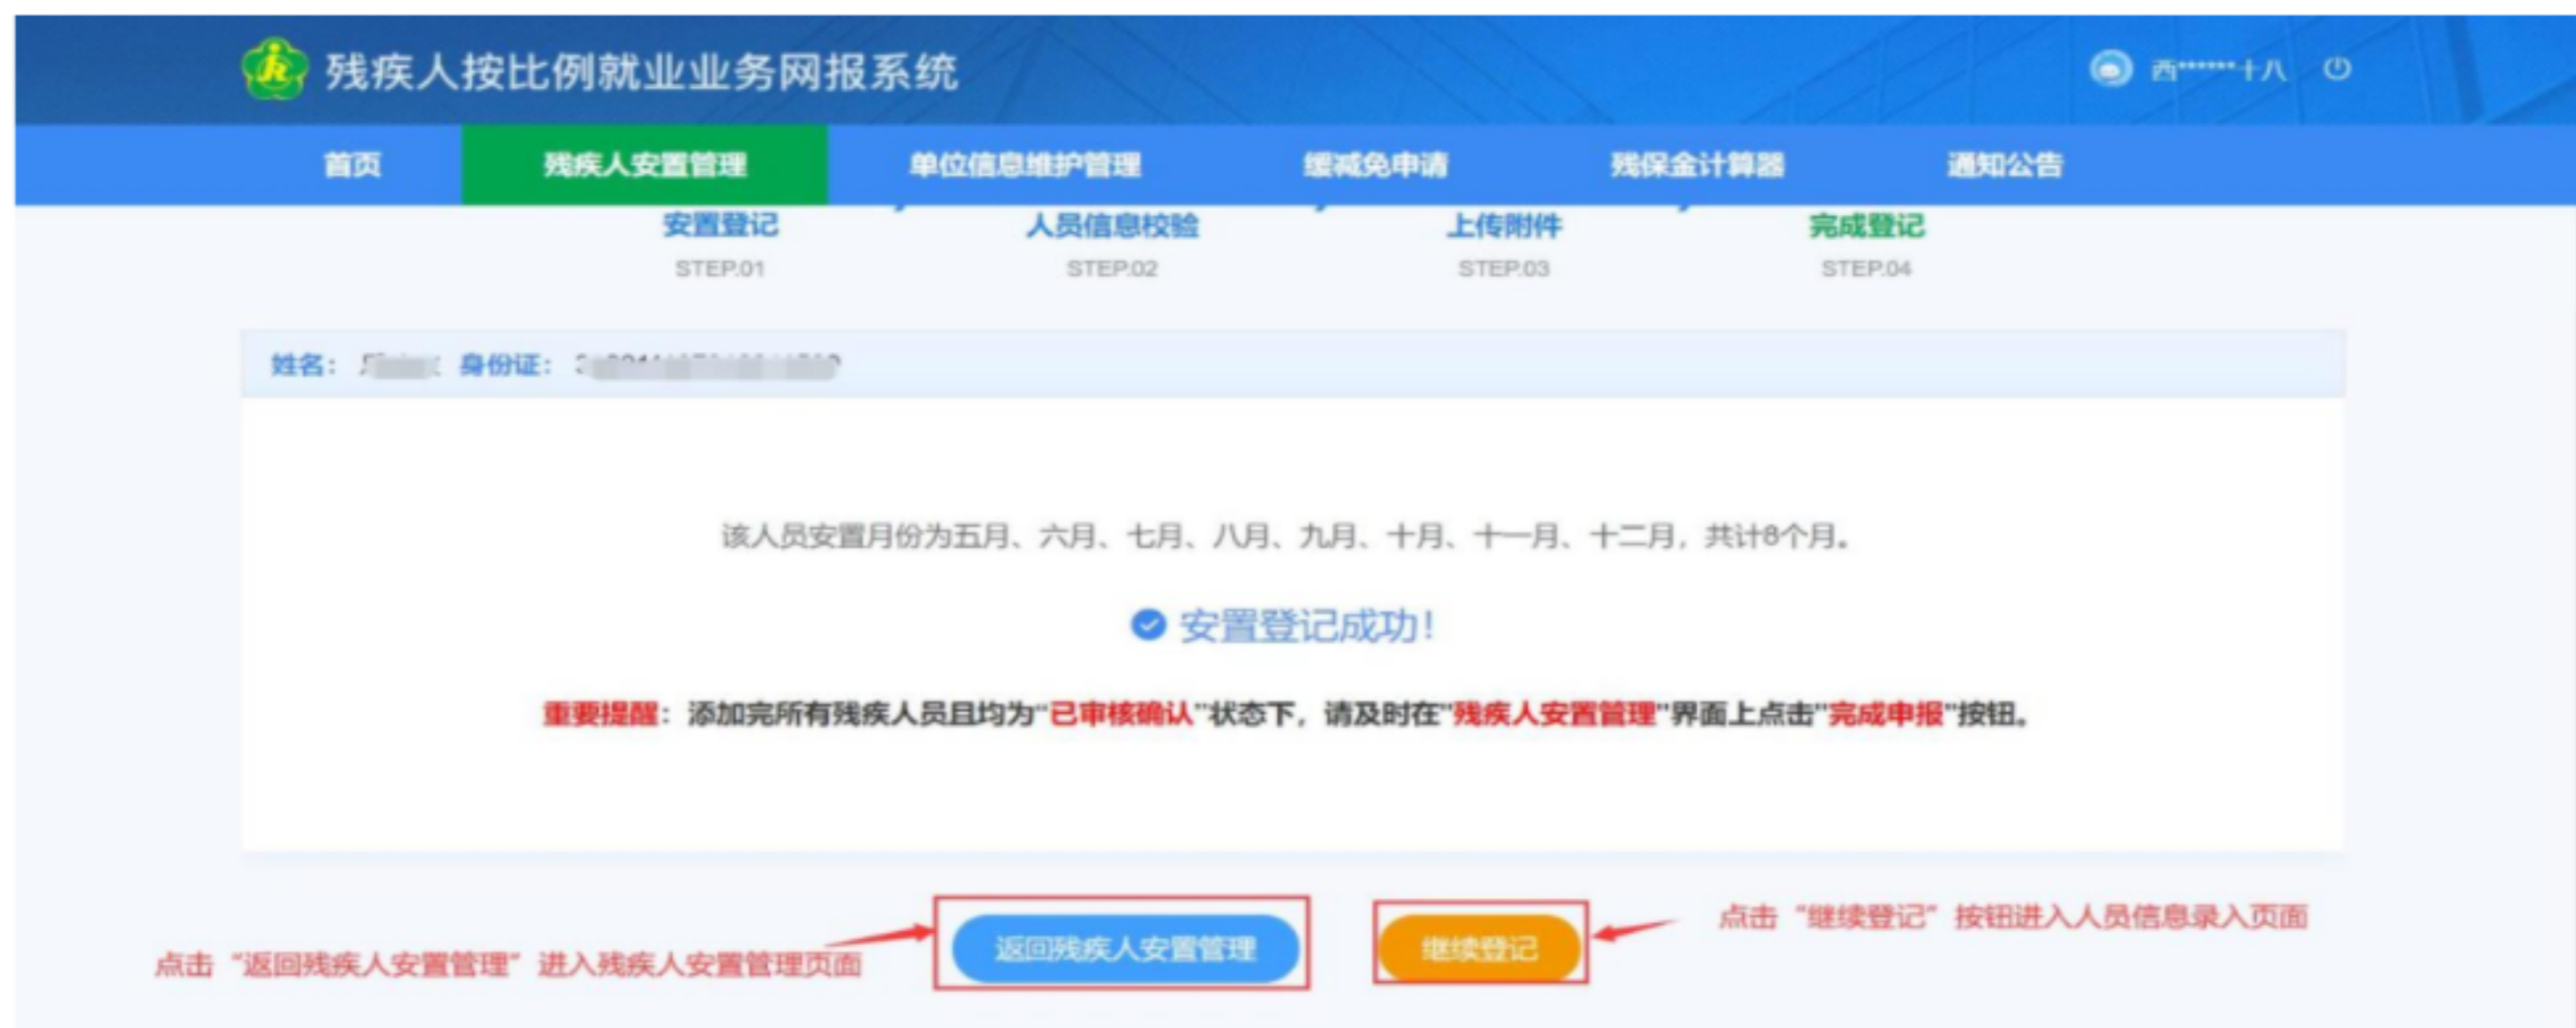 残疾人按比例就业业务网报系统
西******十八
首页 残疾人安置管理 单位信息维护管理 缓减免申请 残保金计算器 通知公告
安置登记 人员信息校验 上传附件 完成登记
STEP.01 STEP.02 STEP.03 STEP.04
姓名： 身份证：
该人员安置月份为五月、六月、七月、八月、九月、十月、十一月、十二月，共计8个月。
安置登记成功！
重要提醒：添加完所有残疾人员且均为“已审核确认”状态下，请及时在"残疾人安置管理"界面上点击"完成申报"按钮。
点击“继续登记”按钮进入人员信息录入页面
点击“返回残疾人安置管理”进入残疾人安置管理页面
返回残疾人安置管理 继续登记